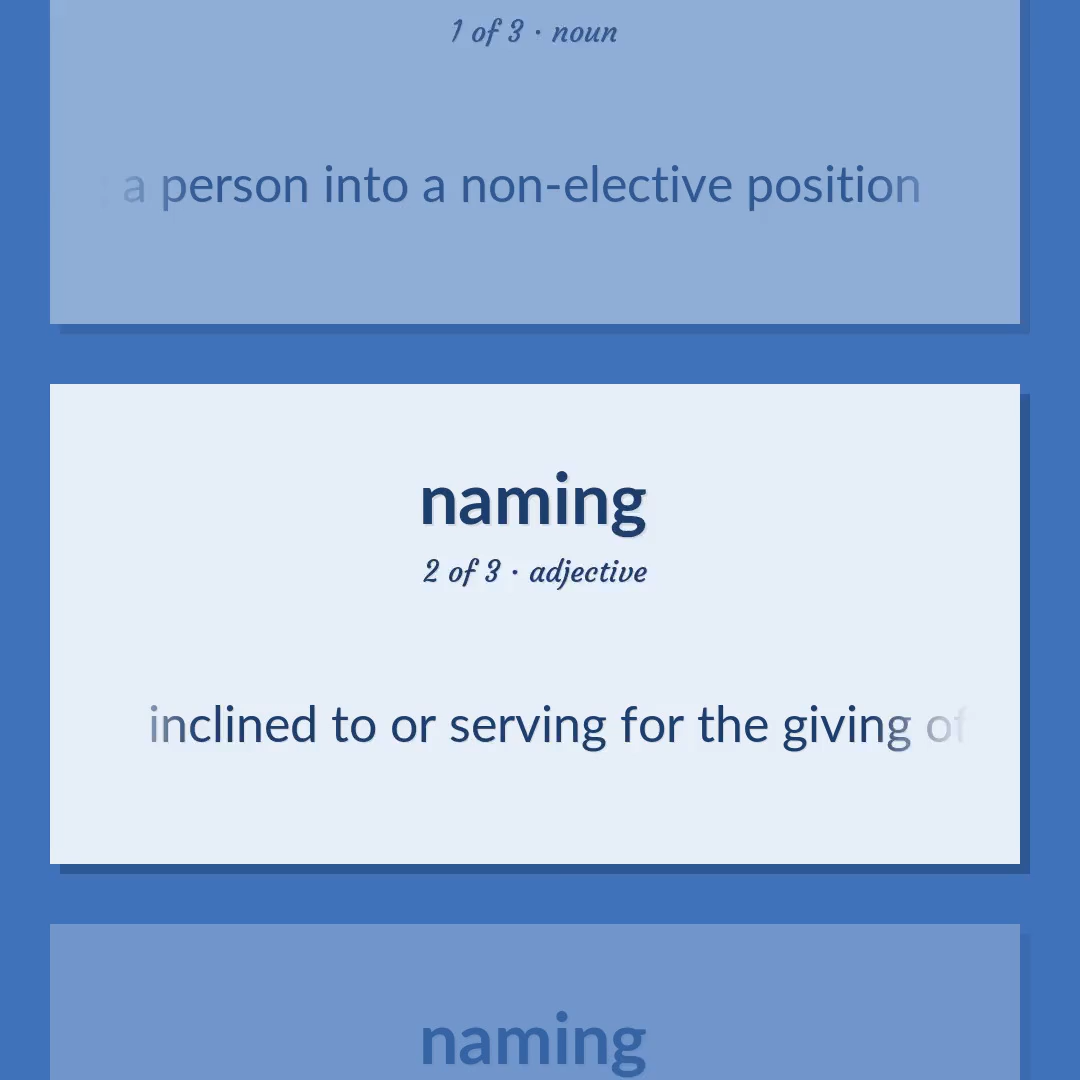 1 of 3 · noun
a person into a non-elective position
naming
2 of 3 · adjective
inclined to or serving for the giving of
naming